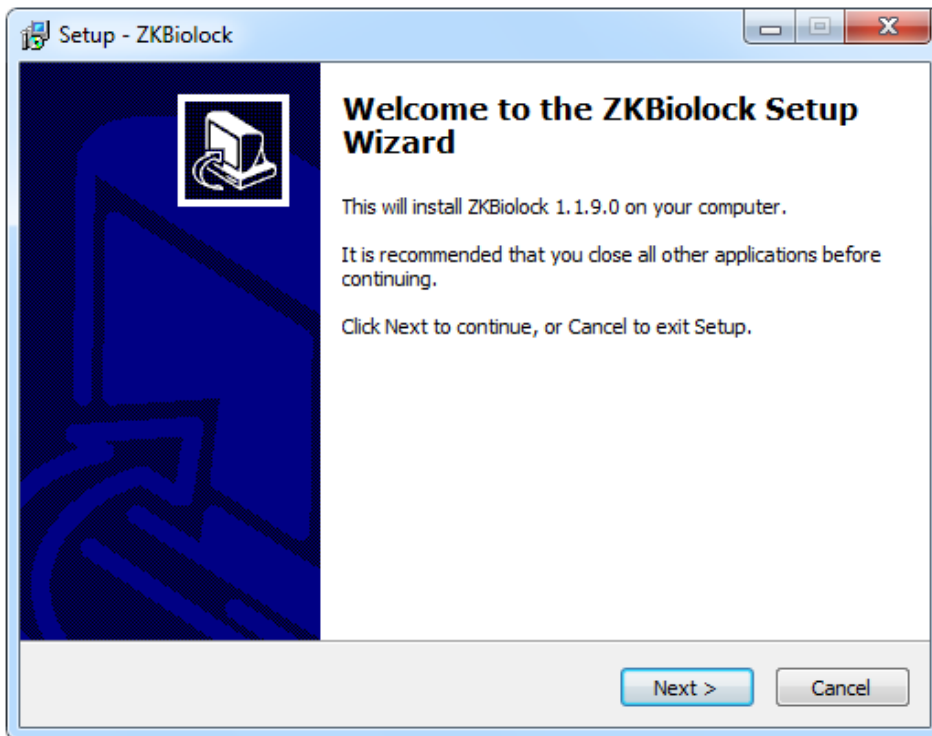 Setup - ZKBiolock
Welcome to the ZKBiolock Setup
Wizard
This will install ZKBiolock 1.1.9.0 on your computer.
It is recommended that you close all other applications before
continuing.
Click Next to continue, or Cancel to exit Setup.
Next >
Cancel